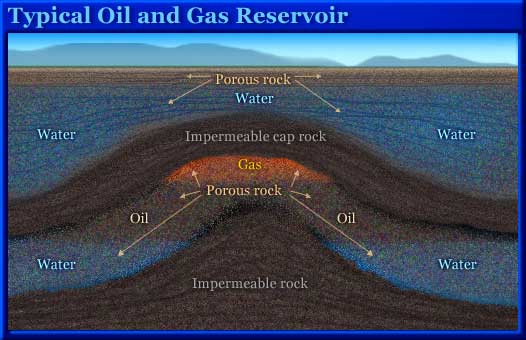 Typical Oil and Gas Reservoir
Porous rock
Water
Water
Water
Impermeable cap rock
Gas
Porous rock
Oil
Oil
Water
Water
Impermeable rock